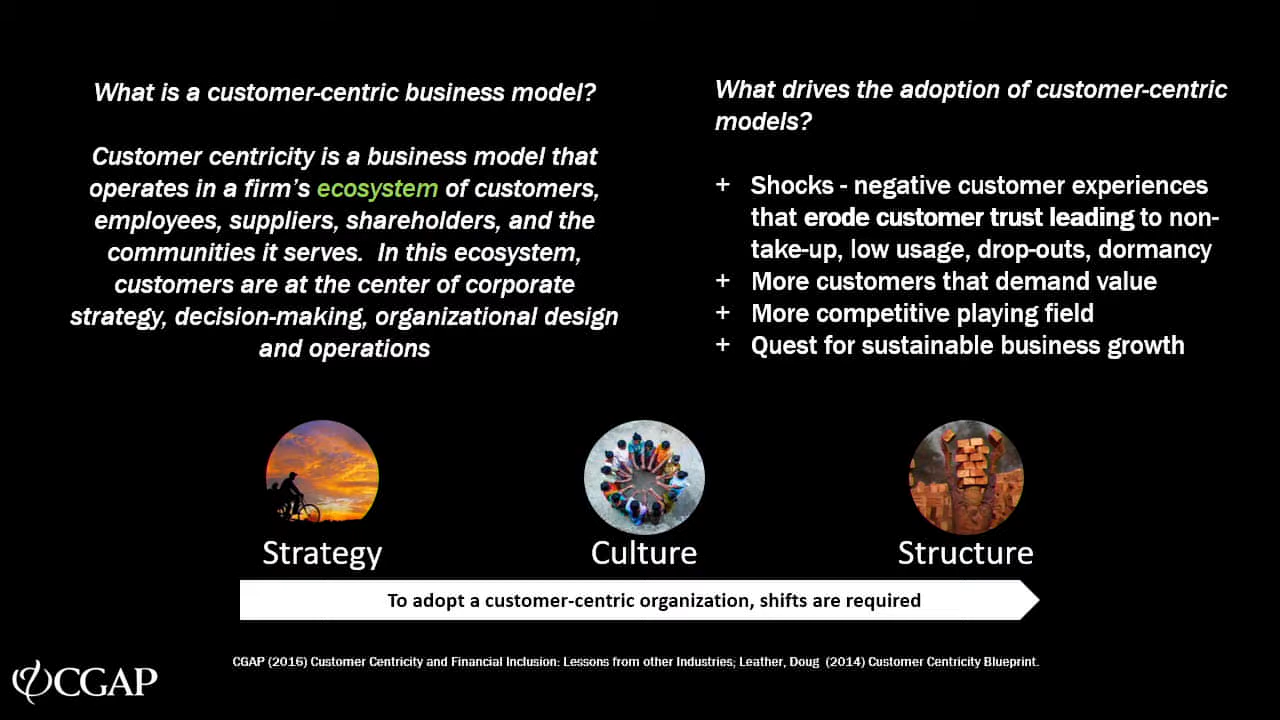 What is a customer-centric business model?
Customer centricity is a business model that
operates in a firm's ecosystem of customers,
employees, suppliers, shareholders, and the
communities it serves.  In this ecosystem,
customers are at the center of corporate
strategy, decision-making, organizational design
and operations
What drives the adoption of customer-centric
models?
+ Shocks - negative customer experiences
that erode customer trust leading to non-
take-up, low usage, drop-outs, dormancy
+ More customers that demand value
+ More competitive playing field
+ Quest for sustainable business growth
Strategy
Culture
Structure
To adopt a customer-centric organization, shifts are required
CGAP (2016) Customer Centricity and Financial Inclusion: Lessons from other Industries; Leather, Doug  (2014) Customer Centricity Blueprint.
CGAP